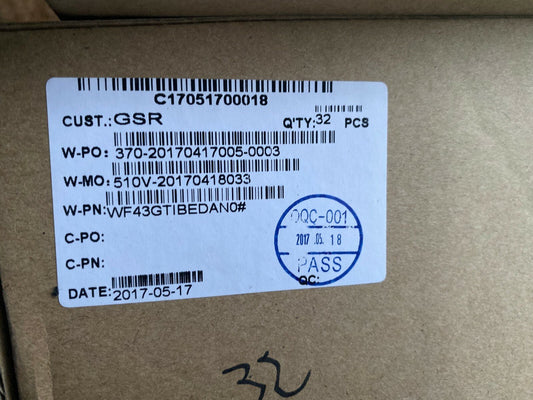 C17051700018
CUST.:GSR Q'TY:32 PCS
W-PO: 370-20170417005-0003
W-MO:510V-20170418033
W-PN:WF43GTIBEDAN0#
C-PO:
C-PN:
DATE:2017-05-17
OQC-001
2017.05.18
PASS
QC:
32